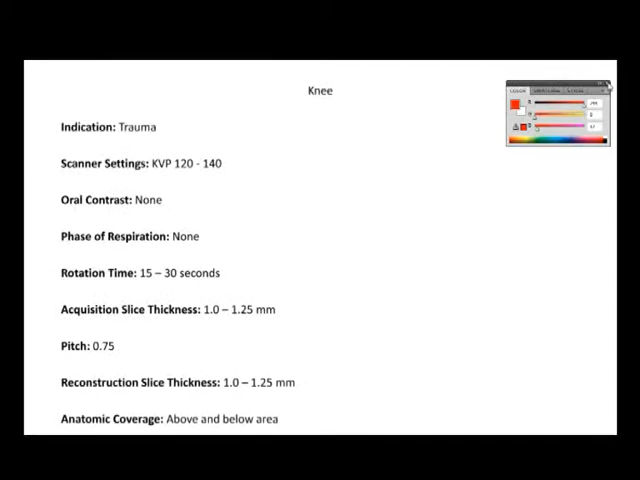 Knee
COLOR
Indication: Trauma
Scanner Settings: KVP 120 - 140
Oral Contrast: None
Phase of Respiration: None
Rotation Time: 15 – 30 seconds
Acquisition Slice Thickness: 1.0 – 1.25 mm
Pitch: 0.75
Reconstruction Slice Thickness: 1.0 – 1.25 mm
Anatomic Coverage: Above and below area